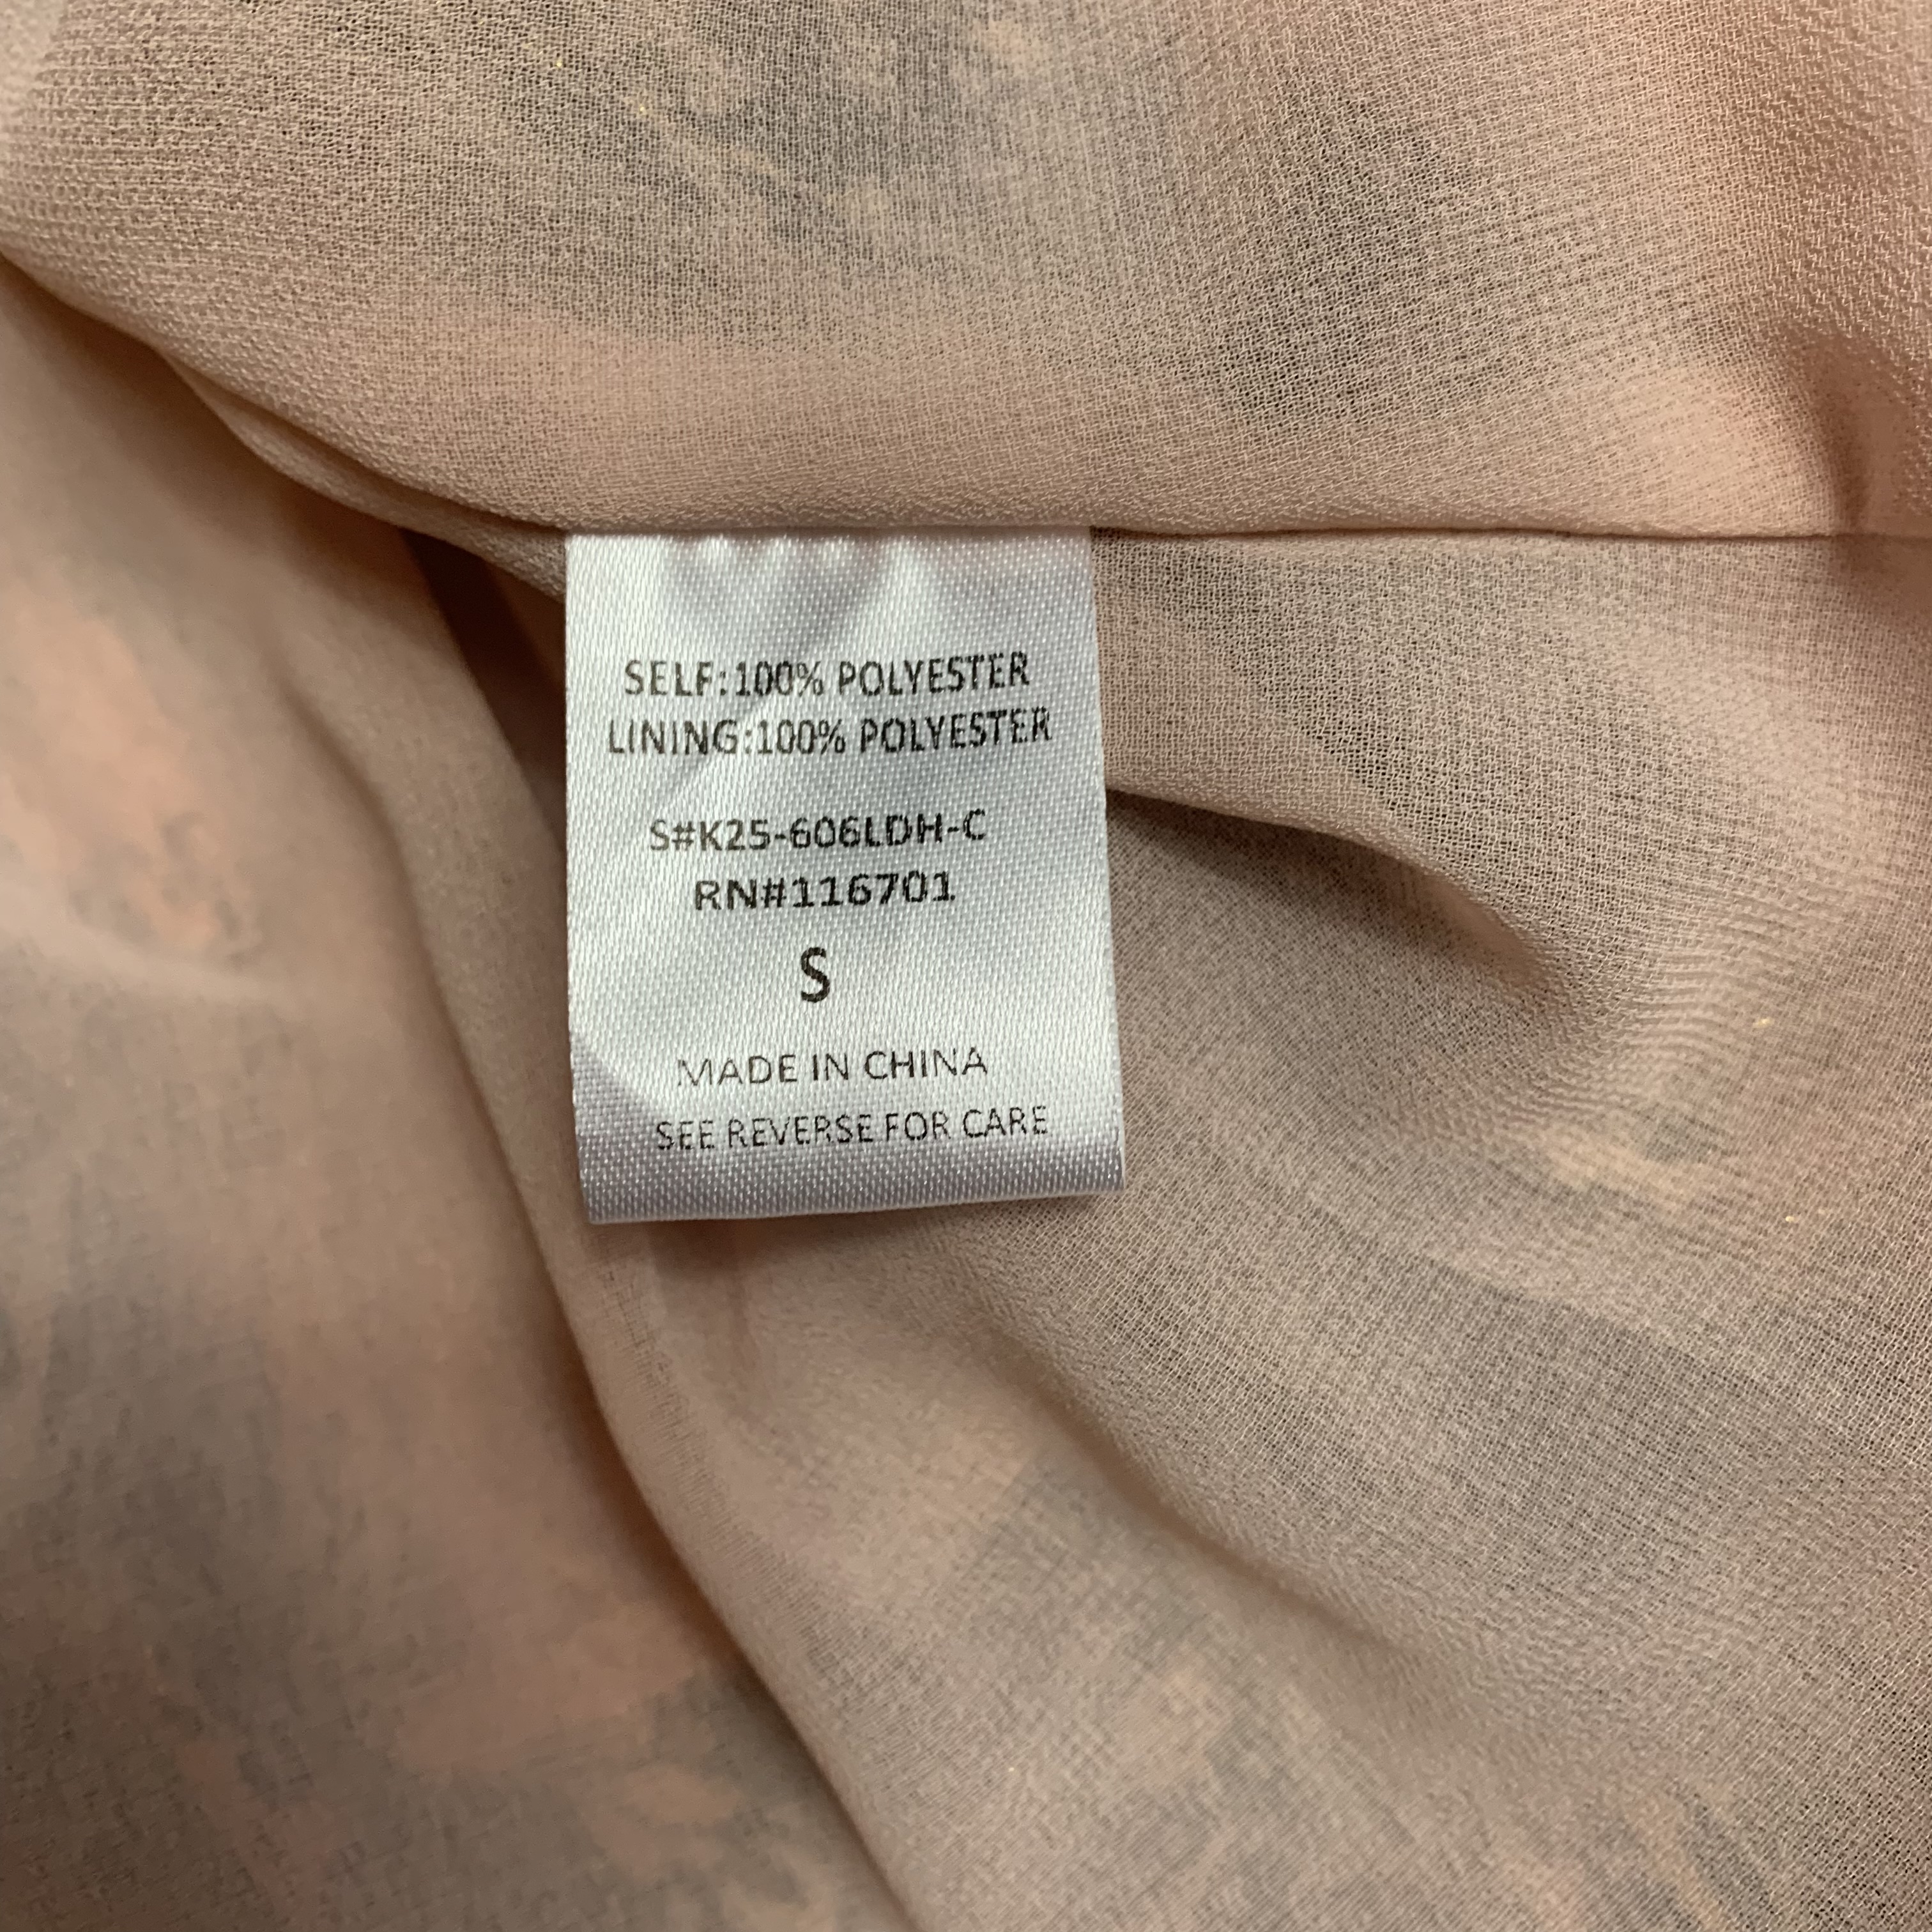 SELF:100% POLYESTER
LINING:100% POLYESTER
S#K25-606LDH-C
RN#116701
S
MADE IN CHINA
SEE REVERSE FOR CARE